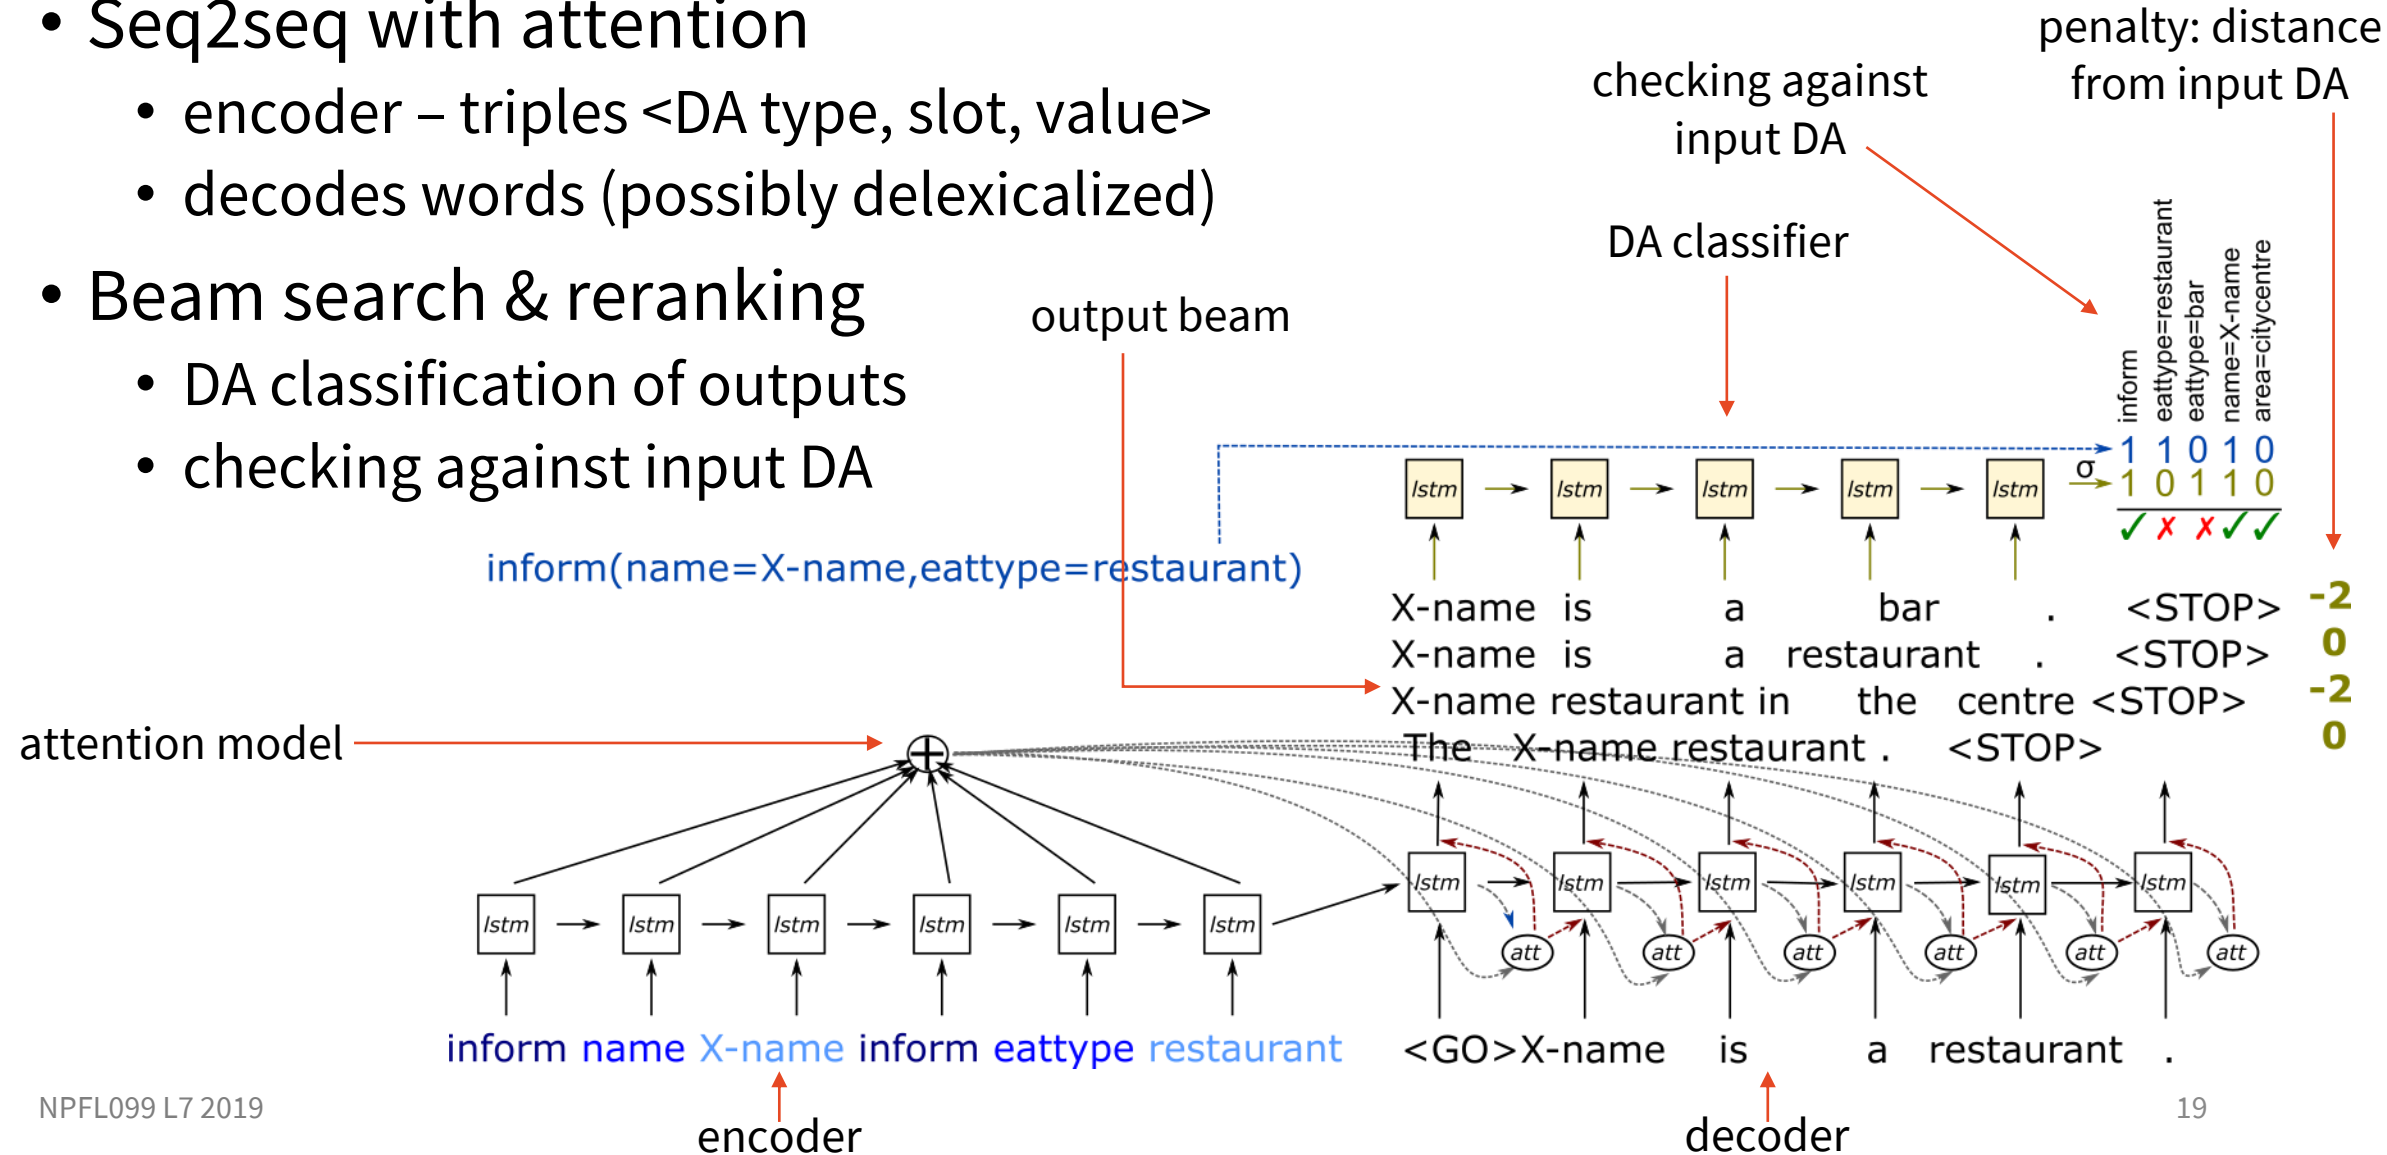 • Seq2seq with attention
• encoder – triples <DA type, slot, value>
• decodes words (possibly delexicalized)
• Beam search & reranking
• DA classification of outputs
• checking against input DA
penalty: distance
from input DA
checking against
input DA
DA classifier
output beam
inform
eattype=restaurant
eattype=bar
name=X-name
area=citycentre
1 1 0 1 0
σ
1 0 1 1 0
✓ ✗ ✗ ✓ ✓
lstm lstm lstm lstm lstm
inform(name=X-name,eattype=restaurant)
X-name is a bar . <STOP> -2
X-name is a restaurant . <STOP> 0
X-name restaurant in the centre <STOP> -2
The X-name restaurant . <STOP> 0
attention model
+
lstm lstm lstm lstm lstm lstm
lstm lstm lstm lstm lstm lstm
att att att att att att
inform name X-name inform eattype restaurant
<GO> X-name is a restaurant .
encoder
decoder
NPFL099 L7 2019
19